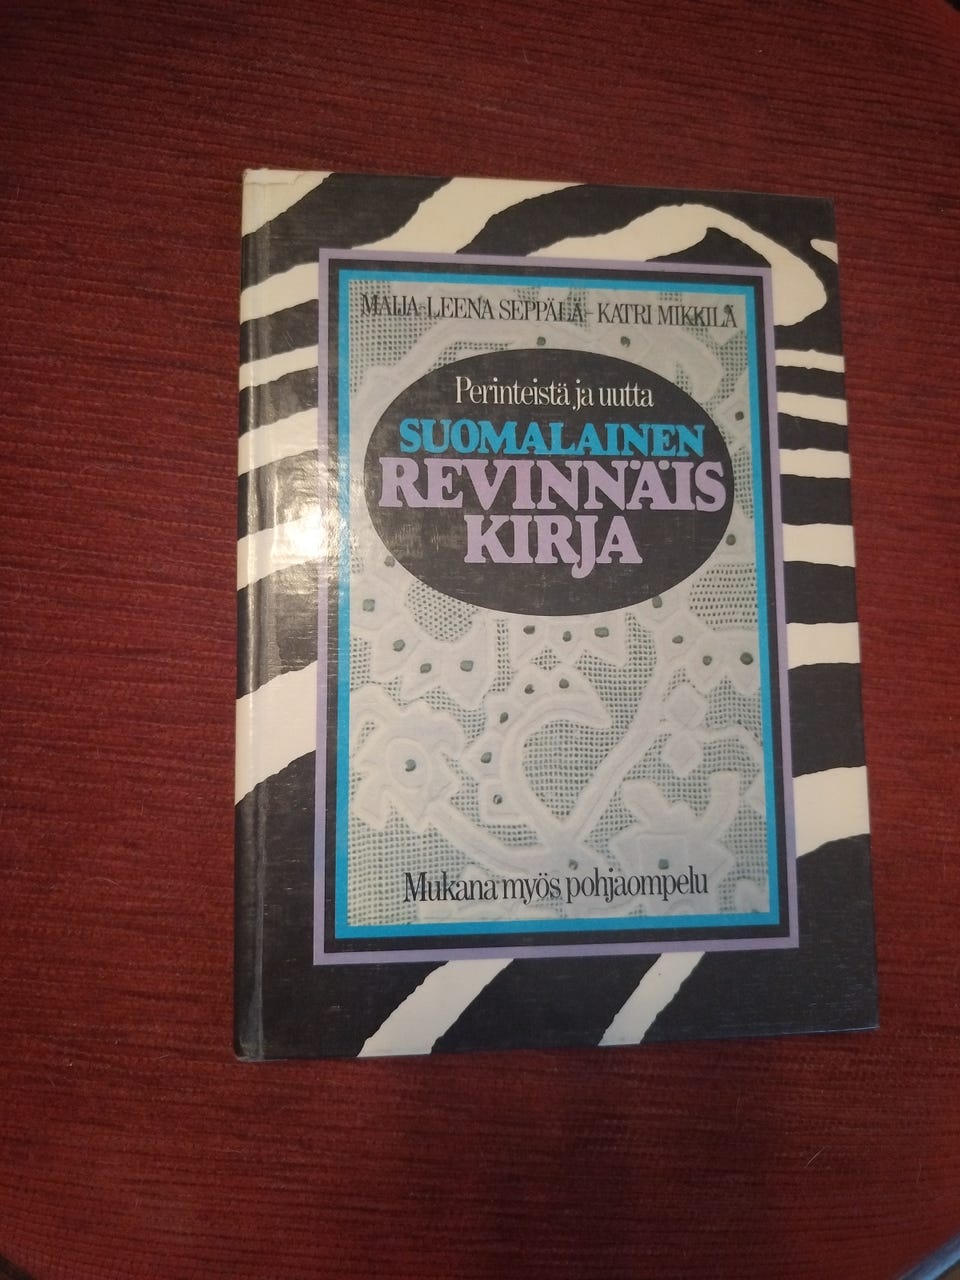 MAIJA-LEENA SEPPÄLÄ-KATRI MIKKILÄ
Perinteistä ja uutta
SUOMALAINEN
REVINNÄIS
KIRJA
Mukana myös pohjaompelu